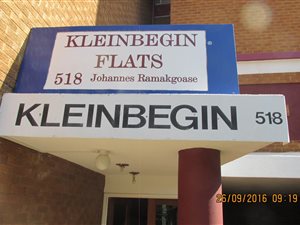 KLEINBEGIN
FLATS
518 Johannes Ramakgoase
KLEINBEGIN 518
26/09/2016 09:19